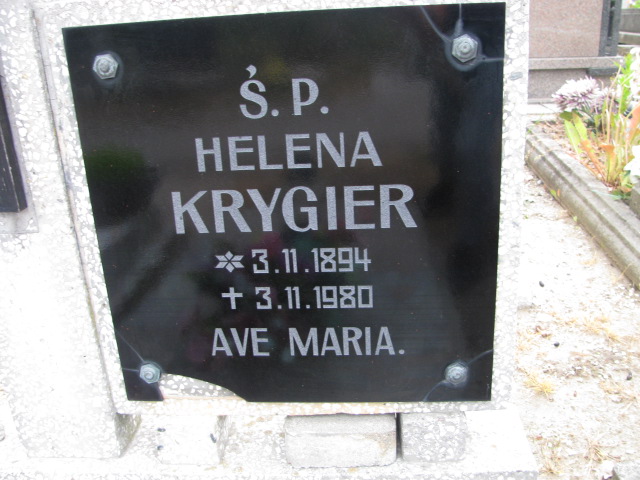 Ś. P.
HELENA
KRYGIER
* 3.11.1894
✝ 3.11.1980
AVE MARIA.